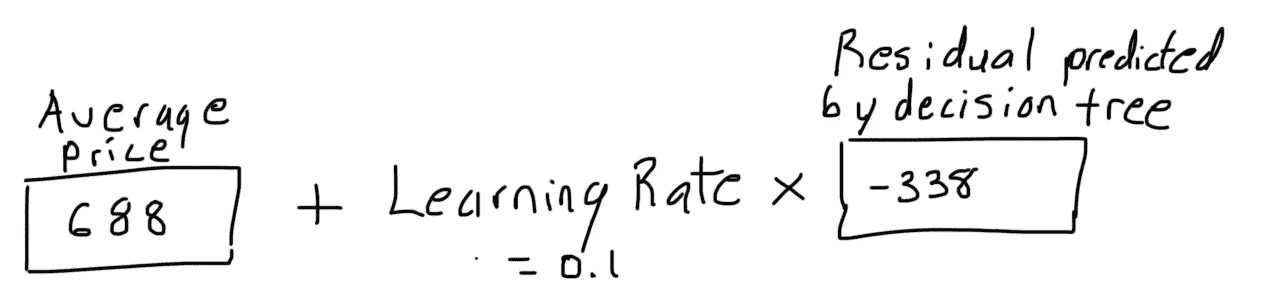 Residual predicted
by decision tree
Average
Price
688 + Learning Rate × -338
= 0.1